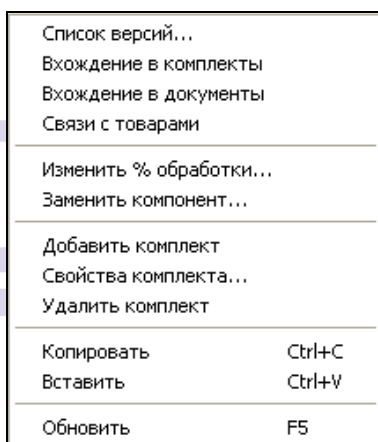 Список версий...
Вхождение в комплекты
Вхождение в документы
Связи с товарами
Изменить % обработки...
Заменить компонент...
Добавить комплект
Свойства комплекта...
Удалить комплект
Копировать Ctrl+C
Вставить Ctrl+V
Обновить F5